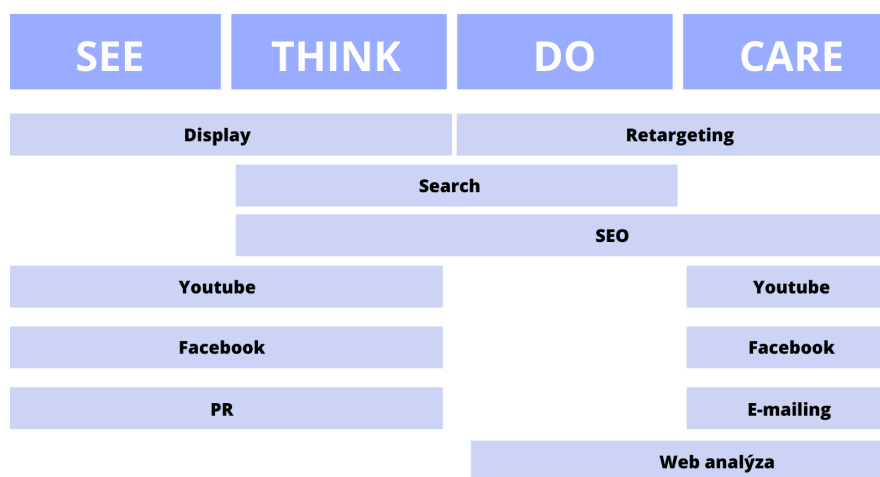 SEE
THINK
DO
CARE
Display
Retargeting
Search
SEO
Youtube
Youtube
Facebook
Facebook
PR
E-mailing
Web analýza